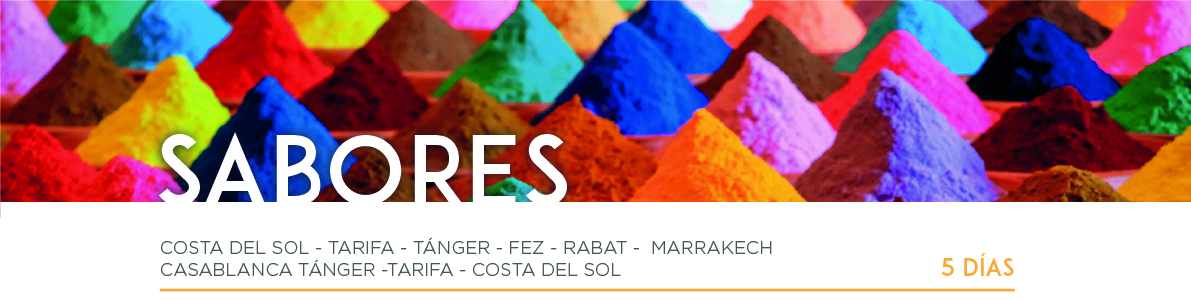 SABORES
COSTA DEL SOL - TARIFA - TÁNGER - FEZ - RABAT -  MARRAKECH
CASABLANCA TÁNGER -TARIFA - COSTA DEL SOL
5 DÍAS